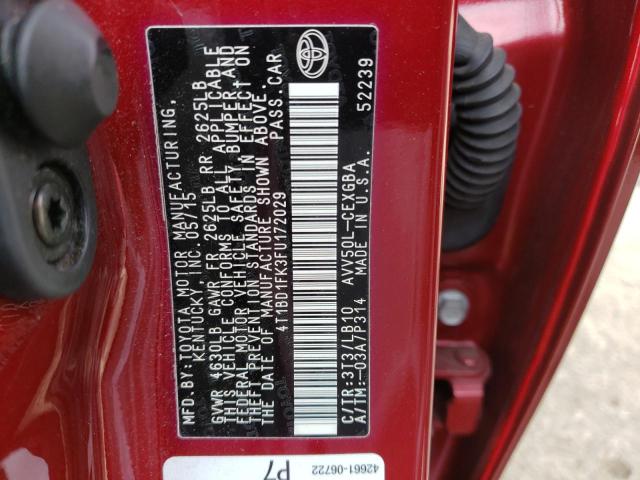 MFD.BY:TOYOTA MOTOR MANUFACTURING,
KENTUCKY, INC. 05/15
GVWR 4630LB GAWR FR 2625LB RR 2625LB
THIS VEHICLE CONFORMS TO ALL APPLICABLE
FEDERAL MOTOR VEHICLE SAFETY, BUMPER, AND
THEFT PREVENTION STANDARDS IN EFFECT ON
THE DATE OF MANUFACTURE SHOWN ABOVE.
4T1BD1FK3FU172029 PASS.CAR
C/TR:3T3/LB10 AVV50L-CEXGBA
A/TM:-03A7P314 MADE IN U.S.A.
52239
P7
42661-06722